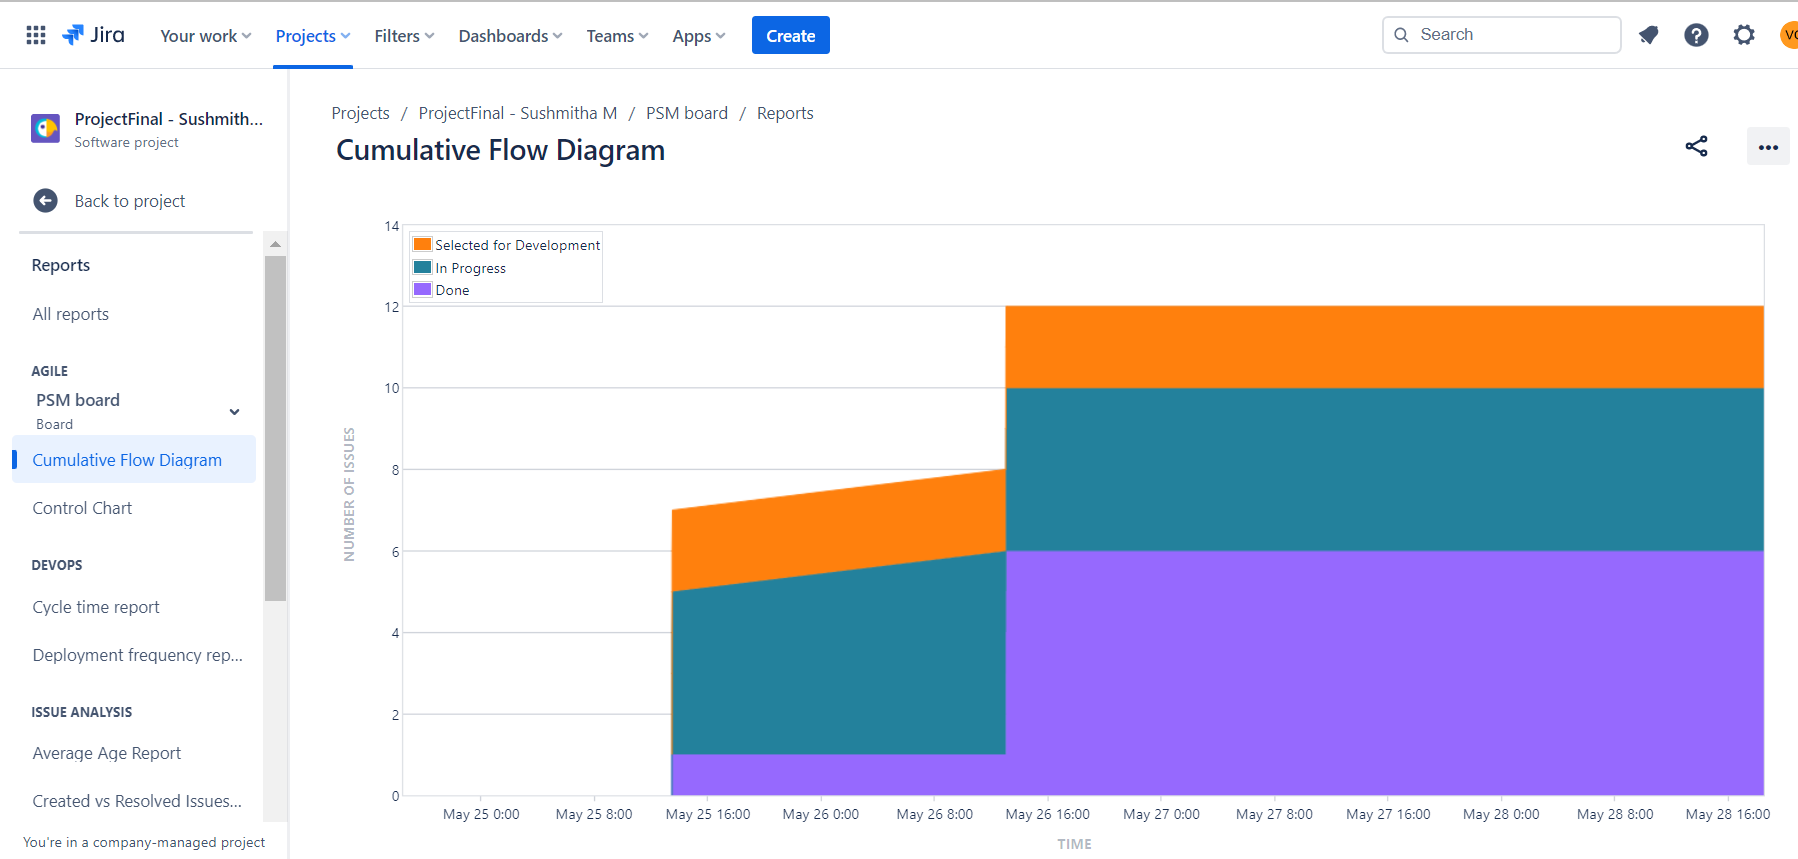 Jira Your work Projects Filters Dashboards Teams Apps Create Search
ProjectFinal - Sushmith...
Software project
Back to project
Reports
All reports
AGILE
PSM board
Board
Cumulative Flow Diagram
Control Chart
DEVOPS
Cycle time report
Deployment frequency rep...
ISSUE ANALYSIS
Average Age Report
Created vs Resolved Issues...
You're in a company-managed project
Projects / ProjectFinal - Sushmitha M / PSM board / Reports
Cumulative Flow Diagram
Selected for Development
In Progress
Done
NUMBER OF ISSUES
14
12
10
8
6
4
2
0
May 25 0:00 May 25 8:00 May 25 16:00 May 26 0:00 May 26 8:00 May 26 16:00 May 27 0:00 May 27 8:00 May 27 16:00 May 28 0:00 May 28 8:00 May 28 16:00
TIME